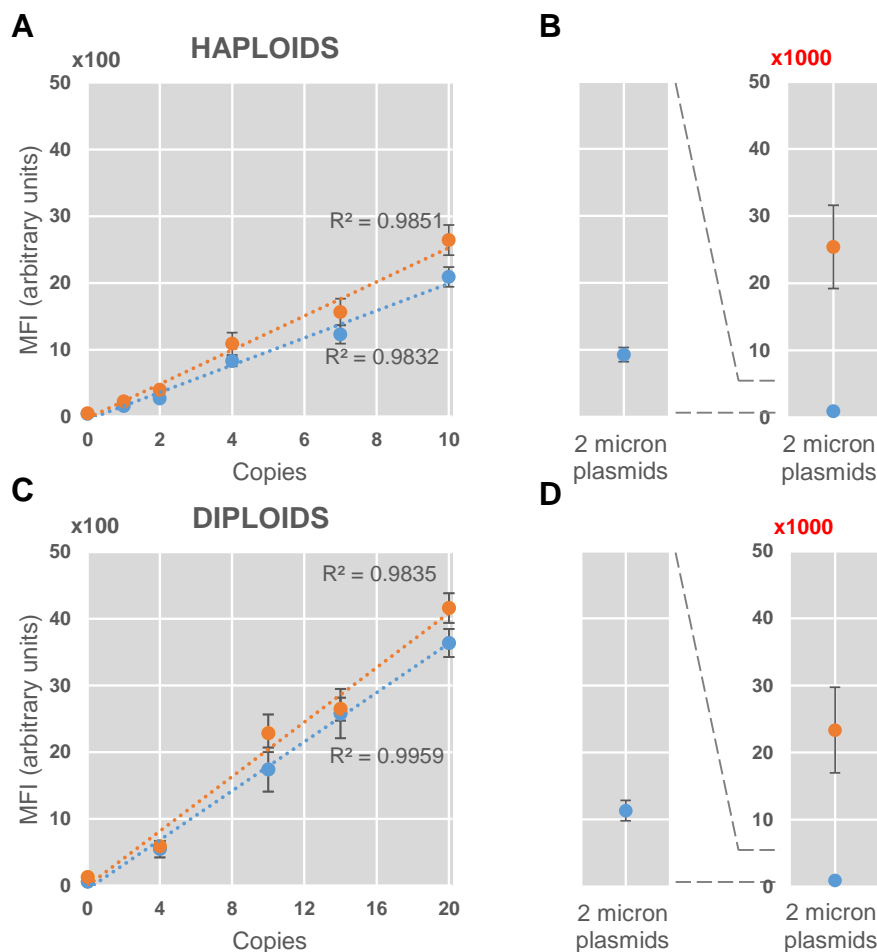 A
HAPLOIDS
x100
50
40
30
20
10
0
MFI (arbitrary units)
R² = 0.9851
R² = 0.9832
0 2 4 6 8 10
Copies
B
x1000
50
40
30
20
10
0
2 micron
plasmids
2 micron
plasmids
C
DIPLOIDS
x100
50
40
30
20
10
0
MFI (arbitrary units)
R² = 0.9835
R² = 0.9959
0 4 8 12 16 20
Copies
D
x1000
50
40
30
20
10
0
2 micron
plasmids
2 micron
plasmids